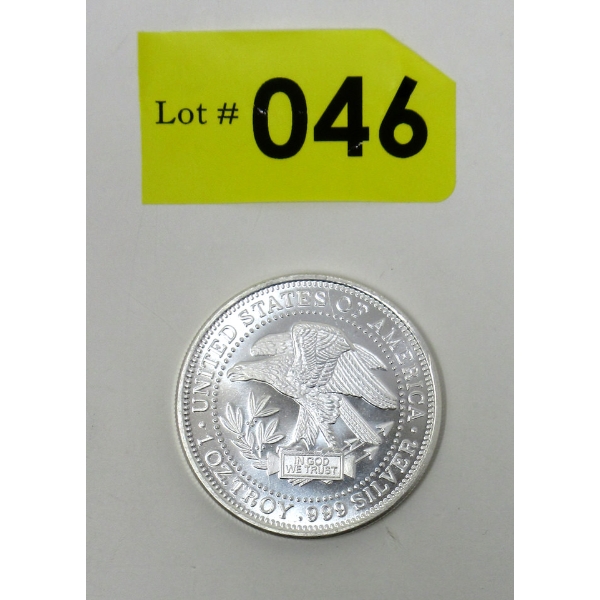 Lot # 046
UNITED STATES OF AMERICA
IN GOD
WE TRUST
· 1 OZ. TROY .999 SILVER ·